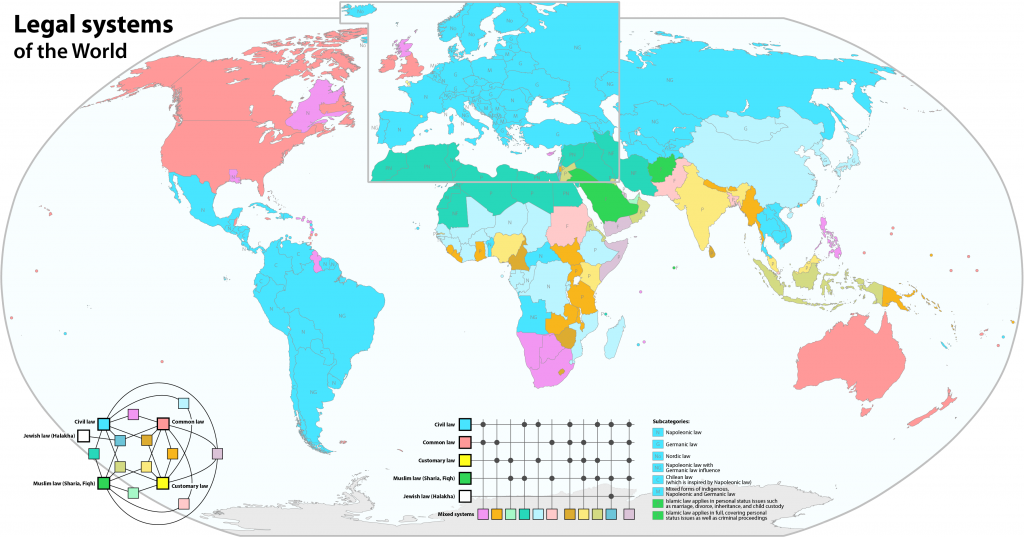 Legal systems
of the World
Civil law
Common law
Jewish law (Halakha)
Muslim law (Sharia, Fiqh)
Customary law
Civil law
Common law
Customary law
Muslim law (Sharia, Fiqh)
Jewish law (Halakha)
Mixed systems
Subcategories:
Napoleonic law
Germanic law
Nordic law
Napoleonic law with
Germanic law influence
Chilean law
(which is inspired by Napoleonic law)
Mixed forms of indigenous,
Napoleonic and Germanic law
Islamic law applies in personal status issues such
as marriage, divorce, inheritance, and child custody
Islamic law applies in full, covering personal
status issues as well as criminal proceedings